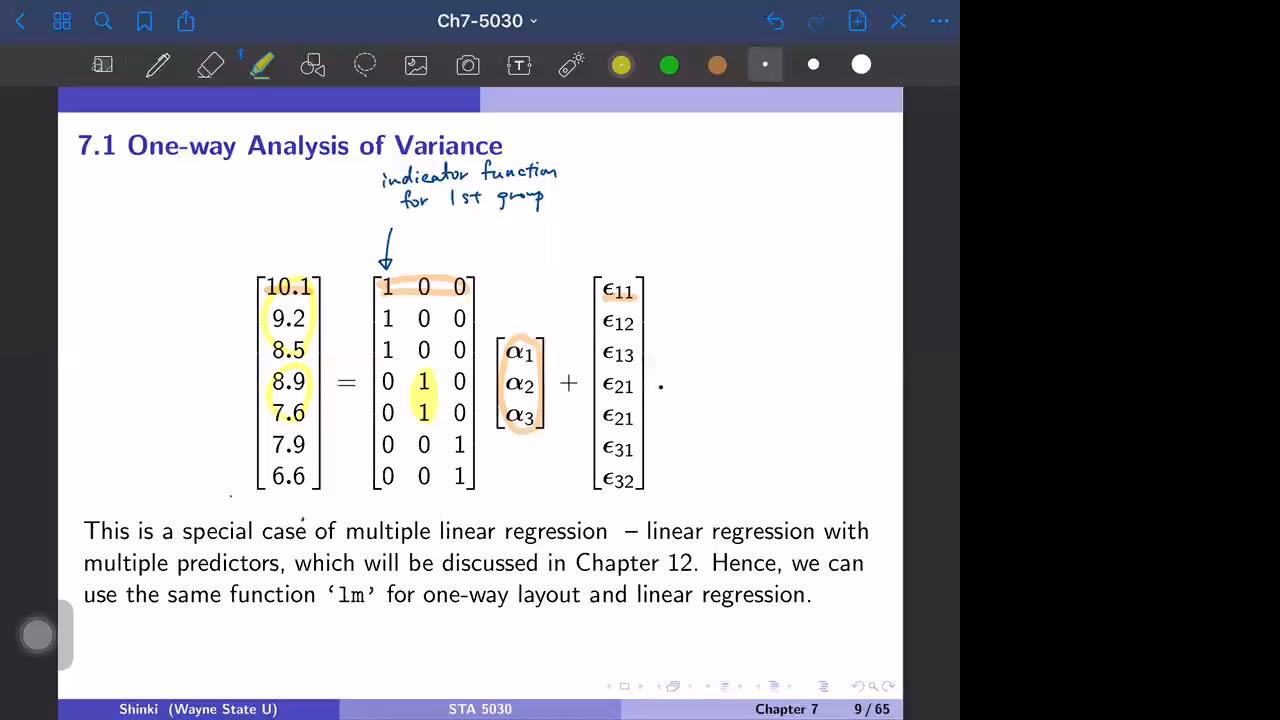 Ch7-5030
T
7.1 One-way Analysis of Variance
indicator function
for 1st group
10.1 1 0 0 ϵ11
9.2 1 0 0 ϵ12
8.5 1 0 0 α1 ϵ13
8.9 = 0 1 0 α2 + ϵ21 .
7.6 0 1 0 α3 ϵ21
7.9 0 0 1 ϵ31
6.6 0 0 1 ϵ32
This is a special case of multiple linear regression – linear regression with
multiple predictors, which will be discussed in Chapter 12. Hence, we can
use the same function ‘lm’ for one-way layout and linear regression.
Shinki (Wayne State U) STA 5030 Chapter 7 9 / 65